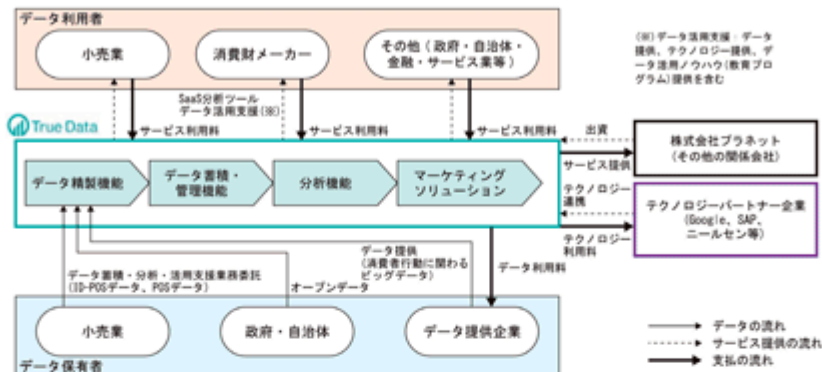 データ利用者
小売業
消費財メーカー
その他(政府・自治体・
金融・サービス業等)
(※)データ活用支援:データ
提供、テクノロジー提供、デ
ータ活用ノウハウ(教育プロ
グラム)提供を含む
SaaS分析ツール
データ活用支援(※)
True Data
サービス利用料
サービス利用料
サービス利用料
出資
株式会社プラネット
(その他の関係会社)
サービス提供
データ精製機能
データ蓄積・
管理機能
分析機能
マーケティング
ソリューション
テクノロジー
連携
テクノロジーパートナー企業
(Google、SAP、
ニールセン等)
テクノロジー
利用料
データ提供
(消費者行動に関わる
ビッグデータ)
データ利用料
データ蓄積・分析・活用支援業務委託
(ID-POSデータ、POSデータ)
オープンデータ
小売業
政府・自治体
データ提供企業
データ保有者
データの流れ
サービス提供の流れ
支払の流れ